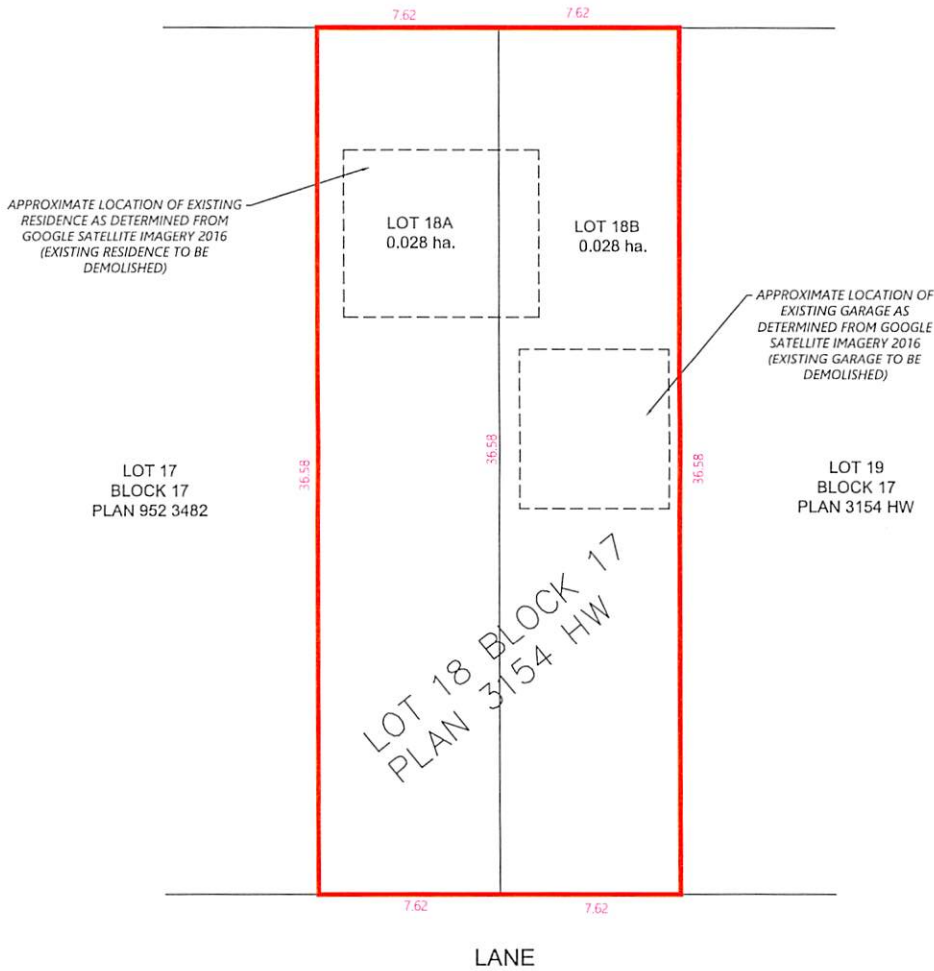 7.62
7.62
APPROXIMATE LOCATION OF EXISTING
RESIDENCE AS DETERMINED FROM
GOOGLE SATELLITE IMAGERY 2016
(EXISTING RESIDENCE TO BE
DEMOLISHED)
LOT 18A
0.028 ha.
LOT 18B
0.028 ha.
APPROXIMATE LOCATION OF
EXISTING GARAGE AS
DETERMINED FROM GOOGLE
SATELLITE IMAGERY 2016
(EXISTING GARAGE TO BE
DEMOLISHED)
LOT 17
BLOCK 17
PLAN 952 3482
36.58
36.58
36.58
LOT 19
BLOCK 17
PLAN 3154 HW
LOT 18 BLOCK 17
PLAN 3154 HW
7.62
7.62
LANE